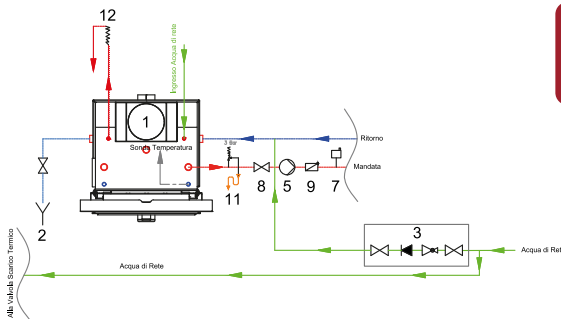 12
Ingresso Acqua di rete
1
Sonda Temperatura
3 Bar
Ritorno
Mandata
11
8
5
9
7
2
3
Acqua di Ret
Acqua di Rete
Alla Valvola Scarico Termico